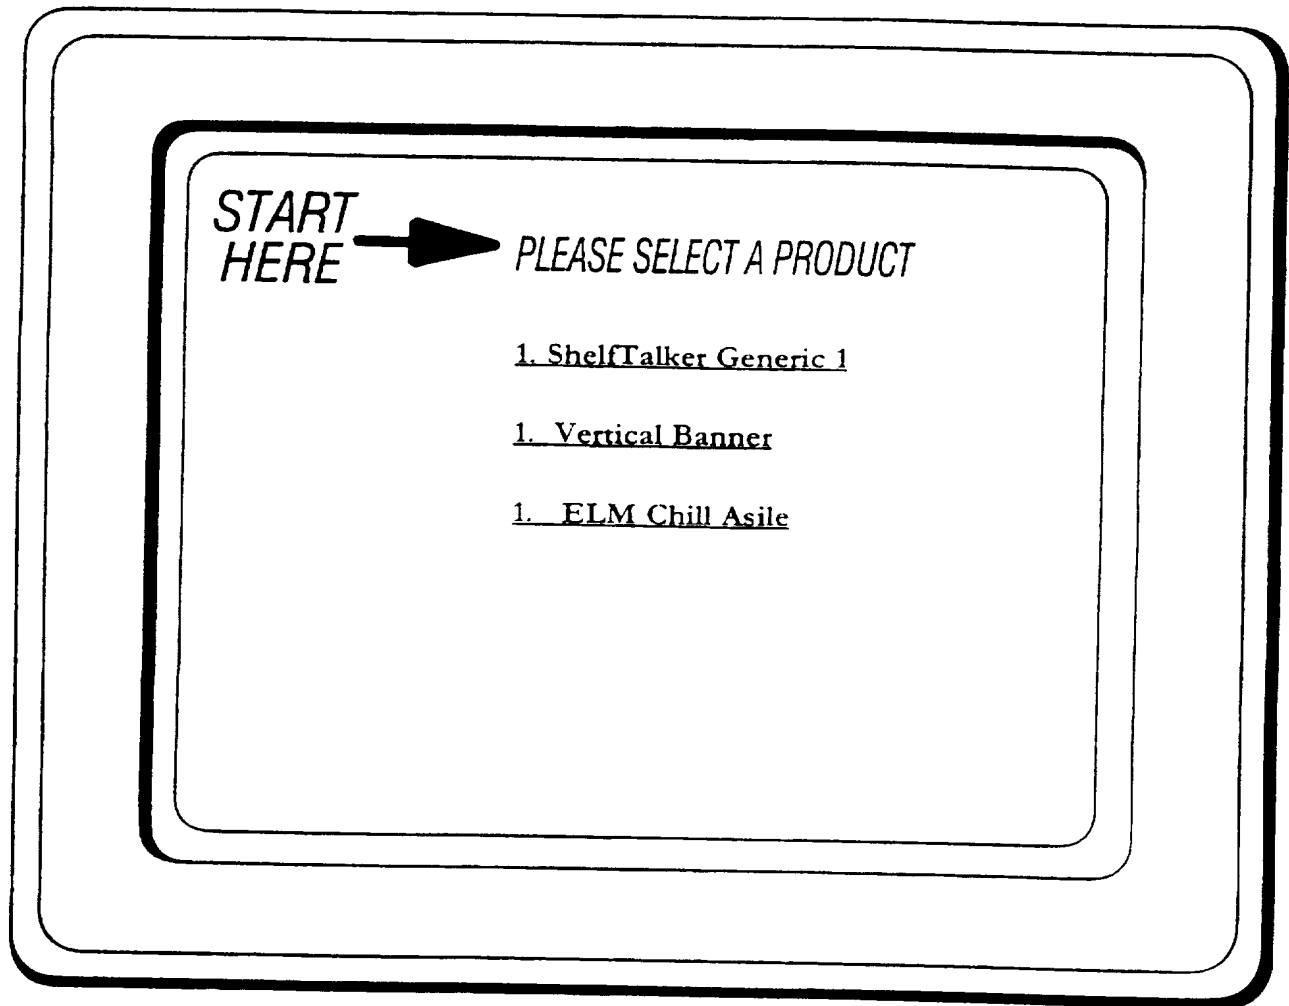 START
HERE
PLEASE SELECT A PRODUCT
1. ShelfTalker Generic 1
1. Vertical Banner
1. ELM Chill Asile